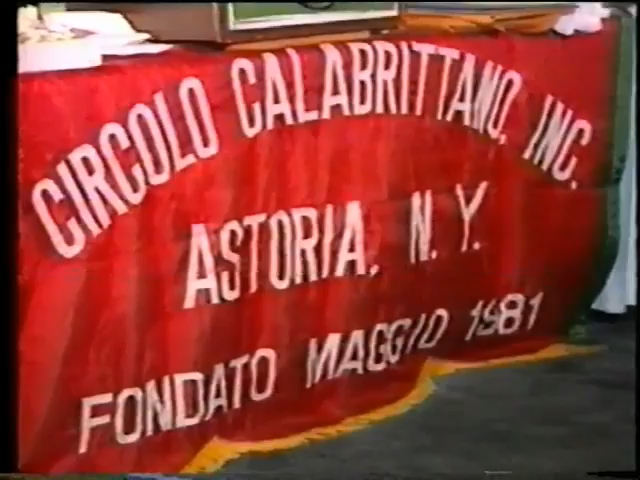 CIRCOLO CALABRITTANO, INC.
ASTORIA, N.Y.
FONDATO MAGGIO 1981